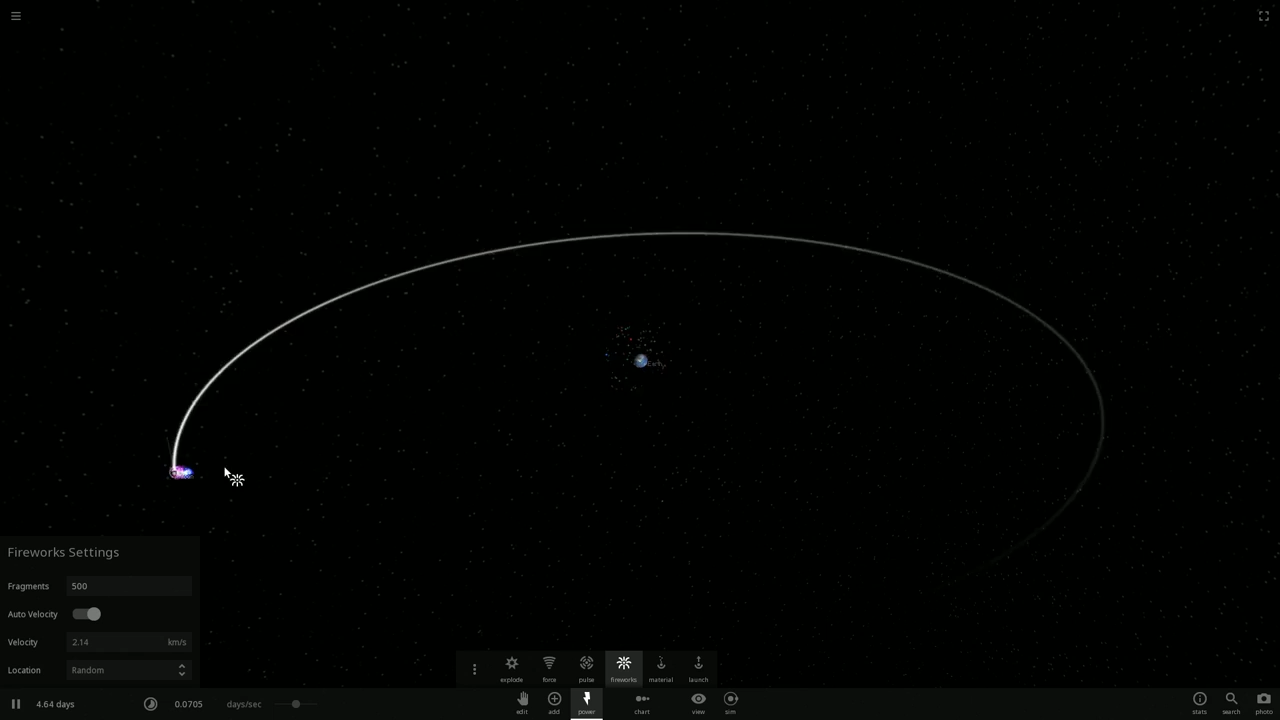 Earth
Fireworks Settings
Fragments 500
Auto Velocity
Velocity 2.14 km/s
Location Random
explode force pulse fireworks material launch
4.64 days 0.0705 days/sec
edit add power chart view sim stats search photo